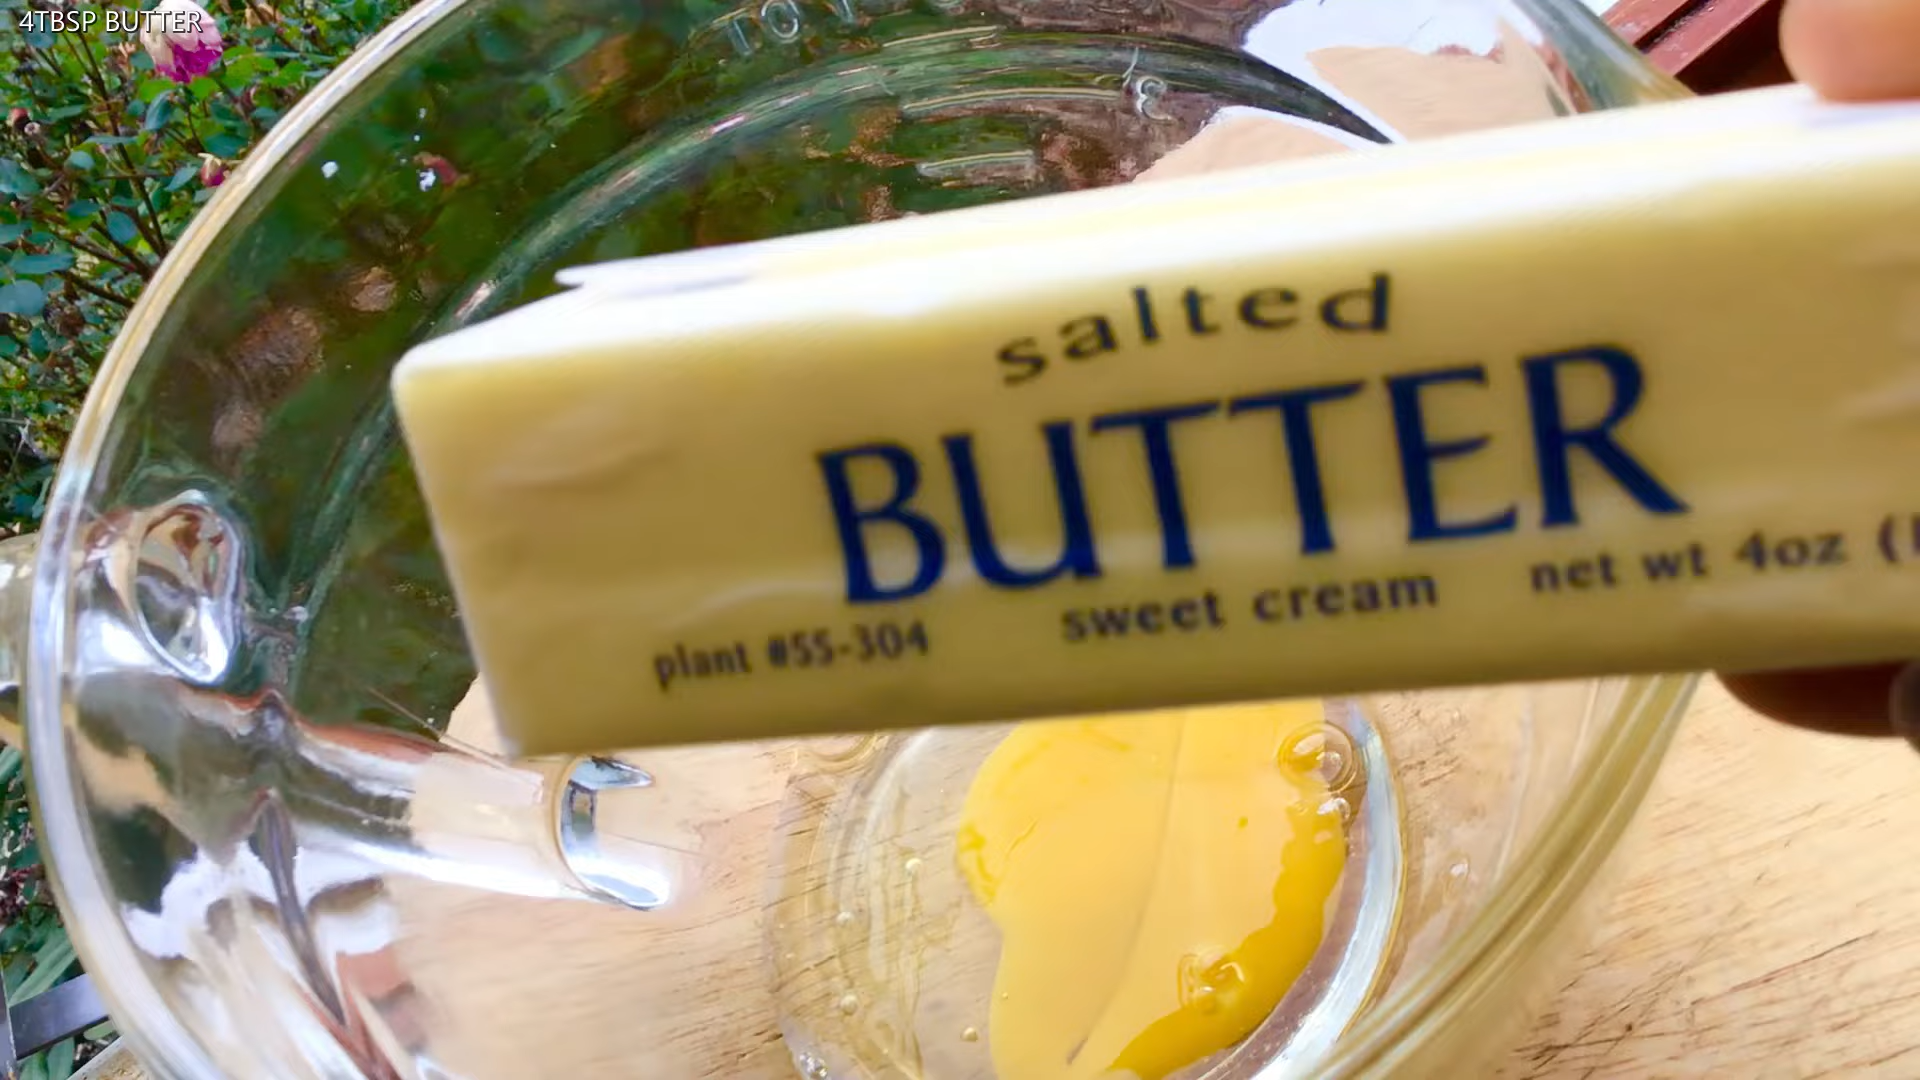 4TBSP BUTTER
salted
BUTTER
sweet cream
net wt 4oz
plant #55-304